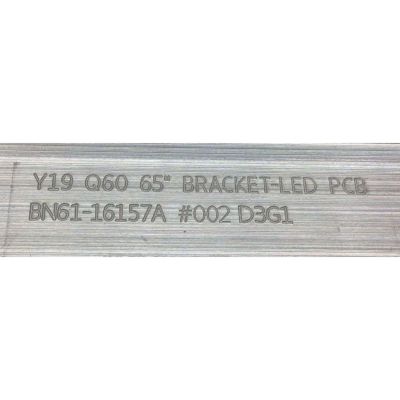 Y19 Q60 65" BRACKET-LED PCB
BN61-16157A #002 D3G1